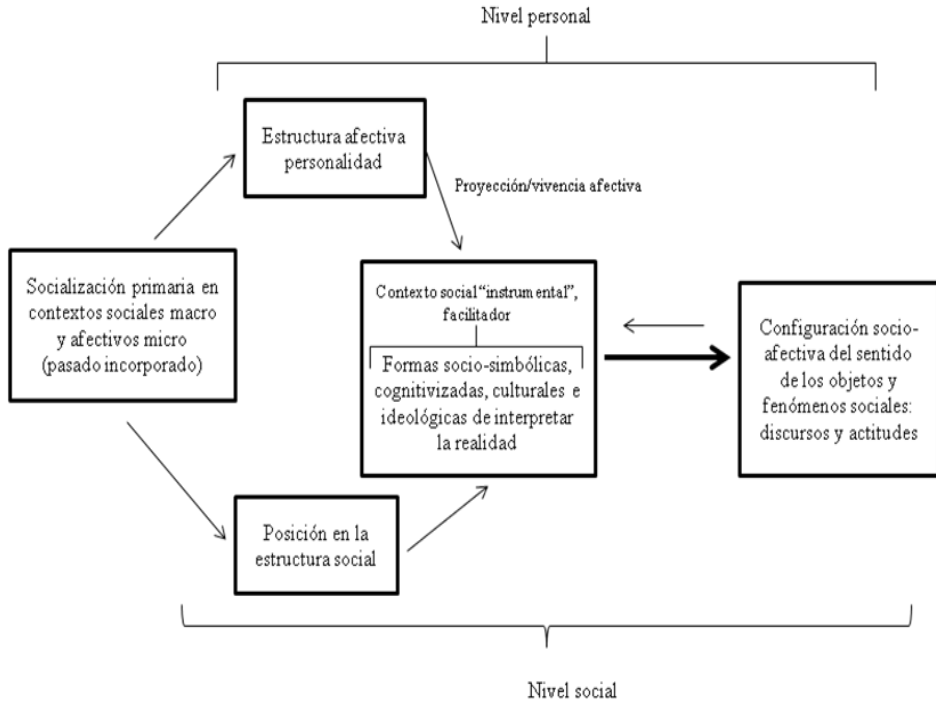 Nivel personal
Estructura afectiva
personalidad
Proyección/vivencia afectiva
Socialización primaria en
contextos sociales macro
y afectivos micro
(pasado incorporado)
Contexto social “instrumental”,
facilitador
Formas socio-simbólicas,
cognitivizadas, culturales e
ideológicas de interpretar
la realidad
Configuración socio-
afectiva del sentido
de los objetos y
fenómenos sociales:
discursos y actitudes
Posición en la
estructura social
Nivel social